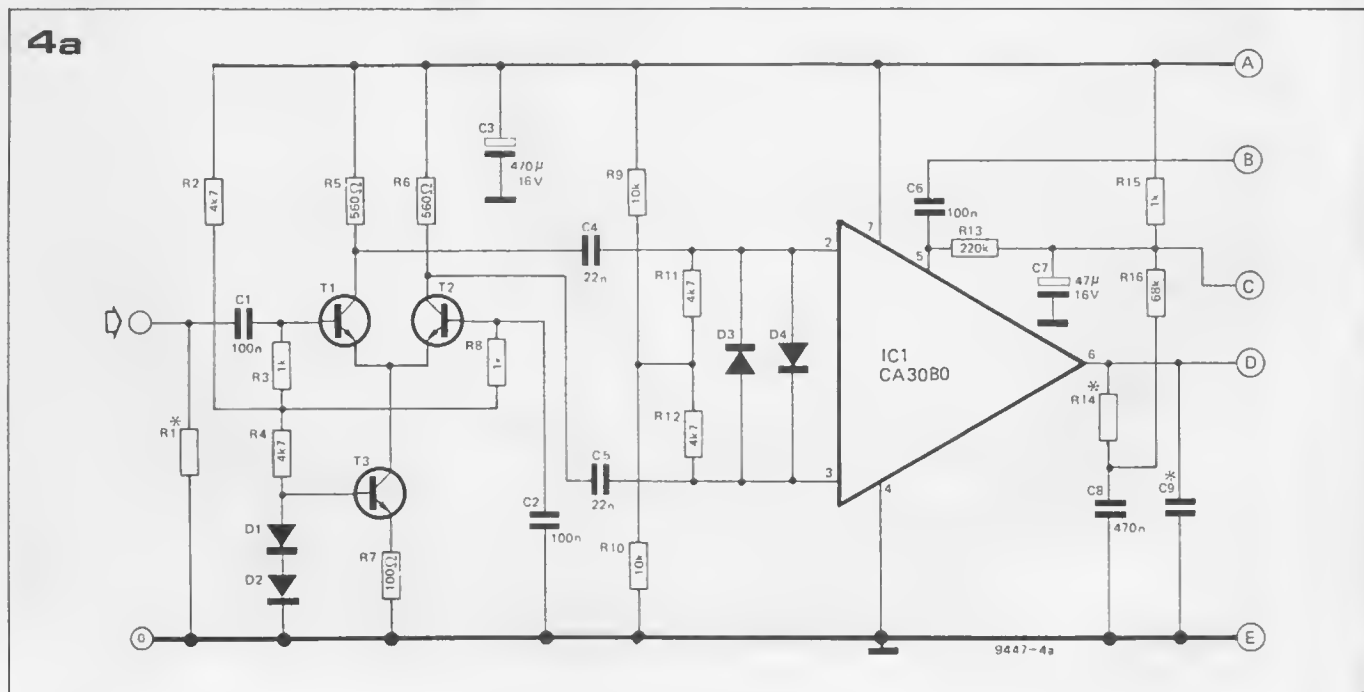 4a
A
B
C
D
E
0
R2
4k7
R5
560Ω
R6
560Ω
C3
470µ
16V
R9
10k
C4
22n
R11
4k7
R12
4k7
C5
22n
R10
10k
D3
D4
2
3
7
4
5
6
IC1
CA3080
C6
100n
R13
220k
C7
47µ
16V
R15
1k
R16
68k
* R14
C8
470n
C9 *
C1
100n
T1
T2
R3
1k
R8
1k
* R1
R4
4k7
T3
D1
D2
R7
100Ω
C2
100n
9447-4a